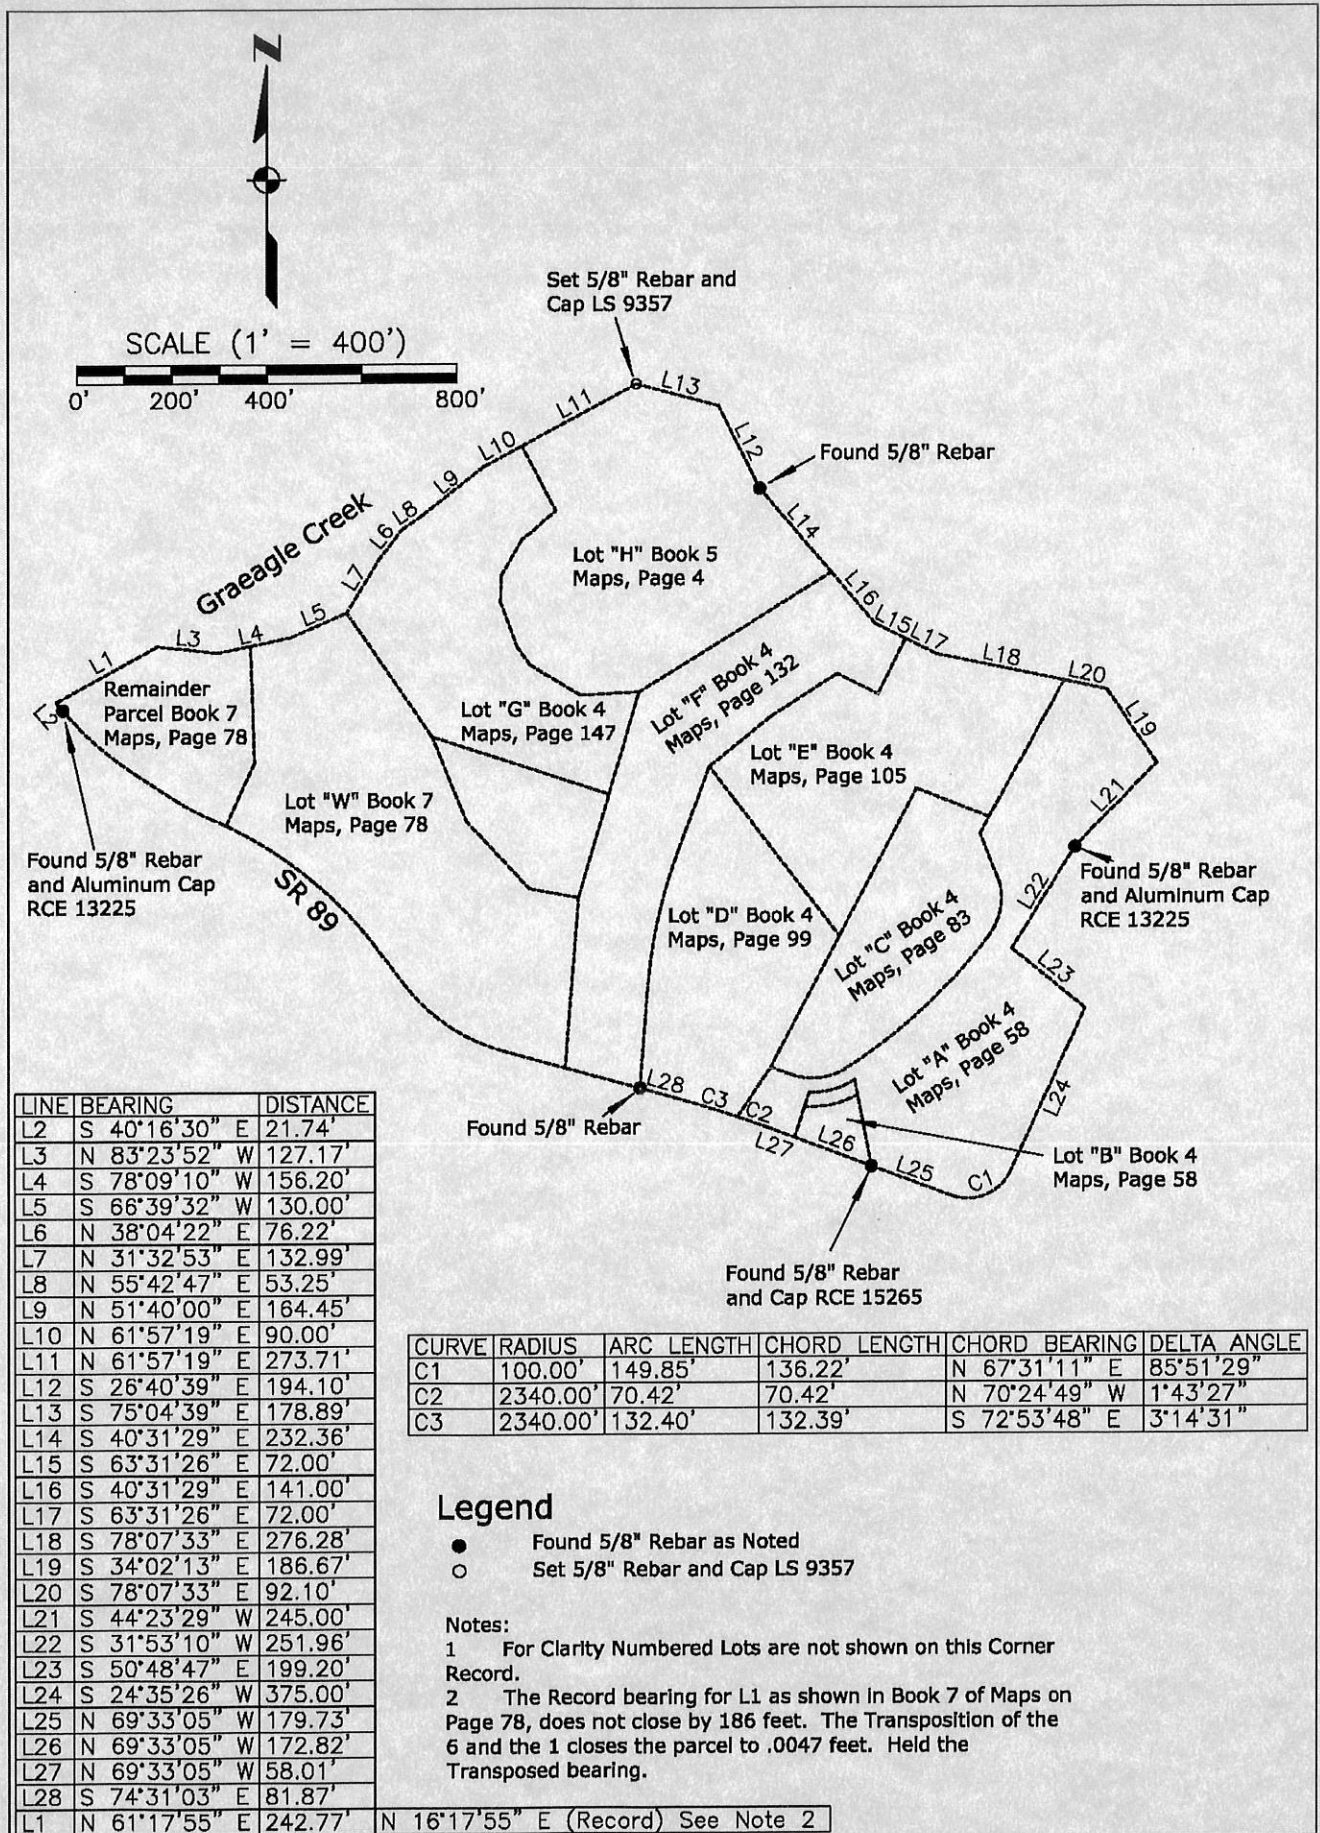 N
SCALE (1' = 400')
0' 200' 400' 800'
Set 5/8" Rebar and
Cap LS 9357
L13
L11
L12
Found 5/8" Rebar
L10
L9
L8
L6
L14
Graeagle Creek
Lot "H" Book 5
Maps, Page 4
L7
L16
L15
L17
L5
L4
L3
L1
L18
L20
L2
Remainder
Parcel Book 7
Maps, Page 78
Lot "F" Book 4
Maps, Page 132
L19
Lot "G" Book 4
Maps, Page 147
Lot "E" Book 4
Maps, Page 105
L21
Lot "W" Book 7
Maps, Page 78
Found 5/8" Rebar
and Aluminum Cap
RCE 13225
SR 89
Found 5/8" Rebar
and Aluminum Cap
RCE 13225
L22
Lot "D" Book 4
Maps, Page 99
Lot "C" Book 4
Maps, Page 83
L23
Lot "A" Book 4
Maps, Page 58
L24
L28
C3
C2
L27
L26
L25
C1
Found 5/8" Rebar
Lot "B" Book 4
Maps, Page 58
Found 5/8" Rebar
and Cap RCE 15265
LINE BEARING DISTANCE
L2 S 40°16'30" E 21.74'
L3 N 83°23'52" W 127.17'
L4 S 78°09'10" W 156.20'
L5 S 66°39'32" W 130.00'
L6 N 38°04'22" E 76.22'
L7 N 31°32'53" E 132.99'
L8 N 55°42'47" E 53.25'
L9 N 51°40'00" E 164.45'
L10 N 61°57'19" E 90.00'
L11 N 61°57'19" E 273.71'
L12 S 26°40'39" E 194.10'
L13 S 75°04'39" E 178.89'
L14 S 40°31'29" E 232.36'
L15 S 63°31'26" E 72.00'
L16 S 40°31'29" E 141.00'
L17 S 63°31'26" E 72.00'
L18 S 78°07'33" E 276.28'
L19 S 34°02'13" E 186.67'
L20 S 78°07'33" E 92.10'
L21 S 44°23'29" W 245.00'
L22 S 31°53'10" W 251.96'
L23 S 50°48'47" E 199.20'
L24 S 24°35'26" W 375.00'
L25 N 69°33'05" W 179.73'
L26 N 69°33'05" W 172.82'
L27 N 69°33'05" W 58.01'
L28 S 74°31'03" E 81.87'
L1 N 61°17'55" E 242.77' N 16°17'55" E (Record) See Note 2
CURVE RADIUS ARC LENGTH CHORD LENGTH CHORD BEARING DELTA ANGLE
C1 100.00' 149.85' 136.22' N 67°31'11" E 85°51'29"
C2 2340.00' 70.42' 70.42' N 70°24'49" W 1°43'27"
C3 2340.00' 132.40' 132.39' S 72°53'48" E 3°14'31"
Legend
Found 5/8" Rebar as Noted
Set 5/8" Rebar and Cap LS 9357
Notes:
1 For Clarity Numbered Lots are not shown on this Corner
Record.
2 The Record bearing for L1 as shown in Book 7 of Maps on
Page 78, does not close by 186 feet. The Transposition of the
6 and the 1 closes the parcel to .0047 feet. Held the
Transposed bearing.